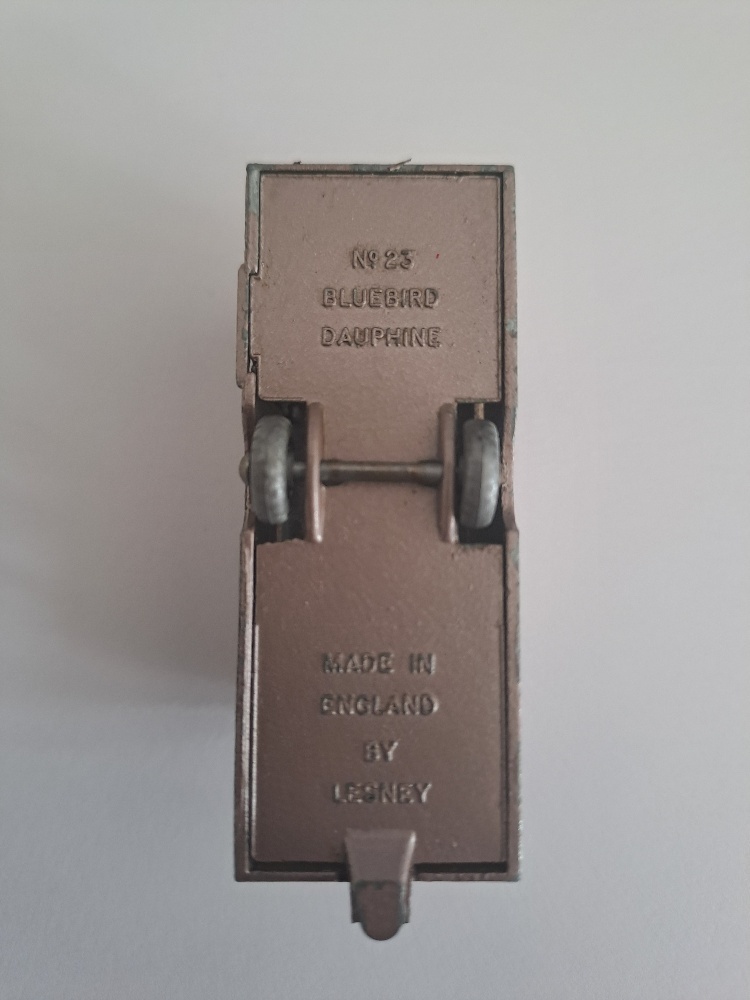 Nº 23
BLUEBIRD
DAUPHINE
MADE IN
ENGLAND
BY
LESNEY